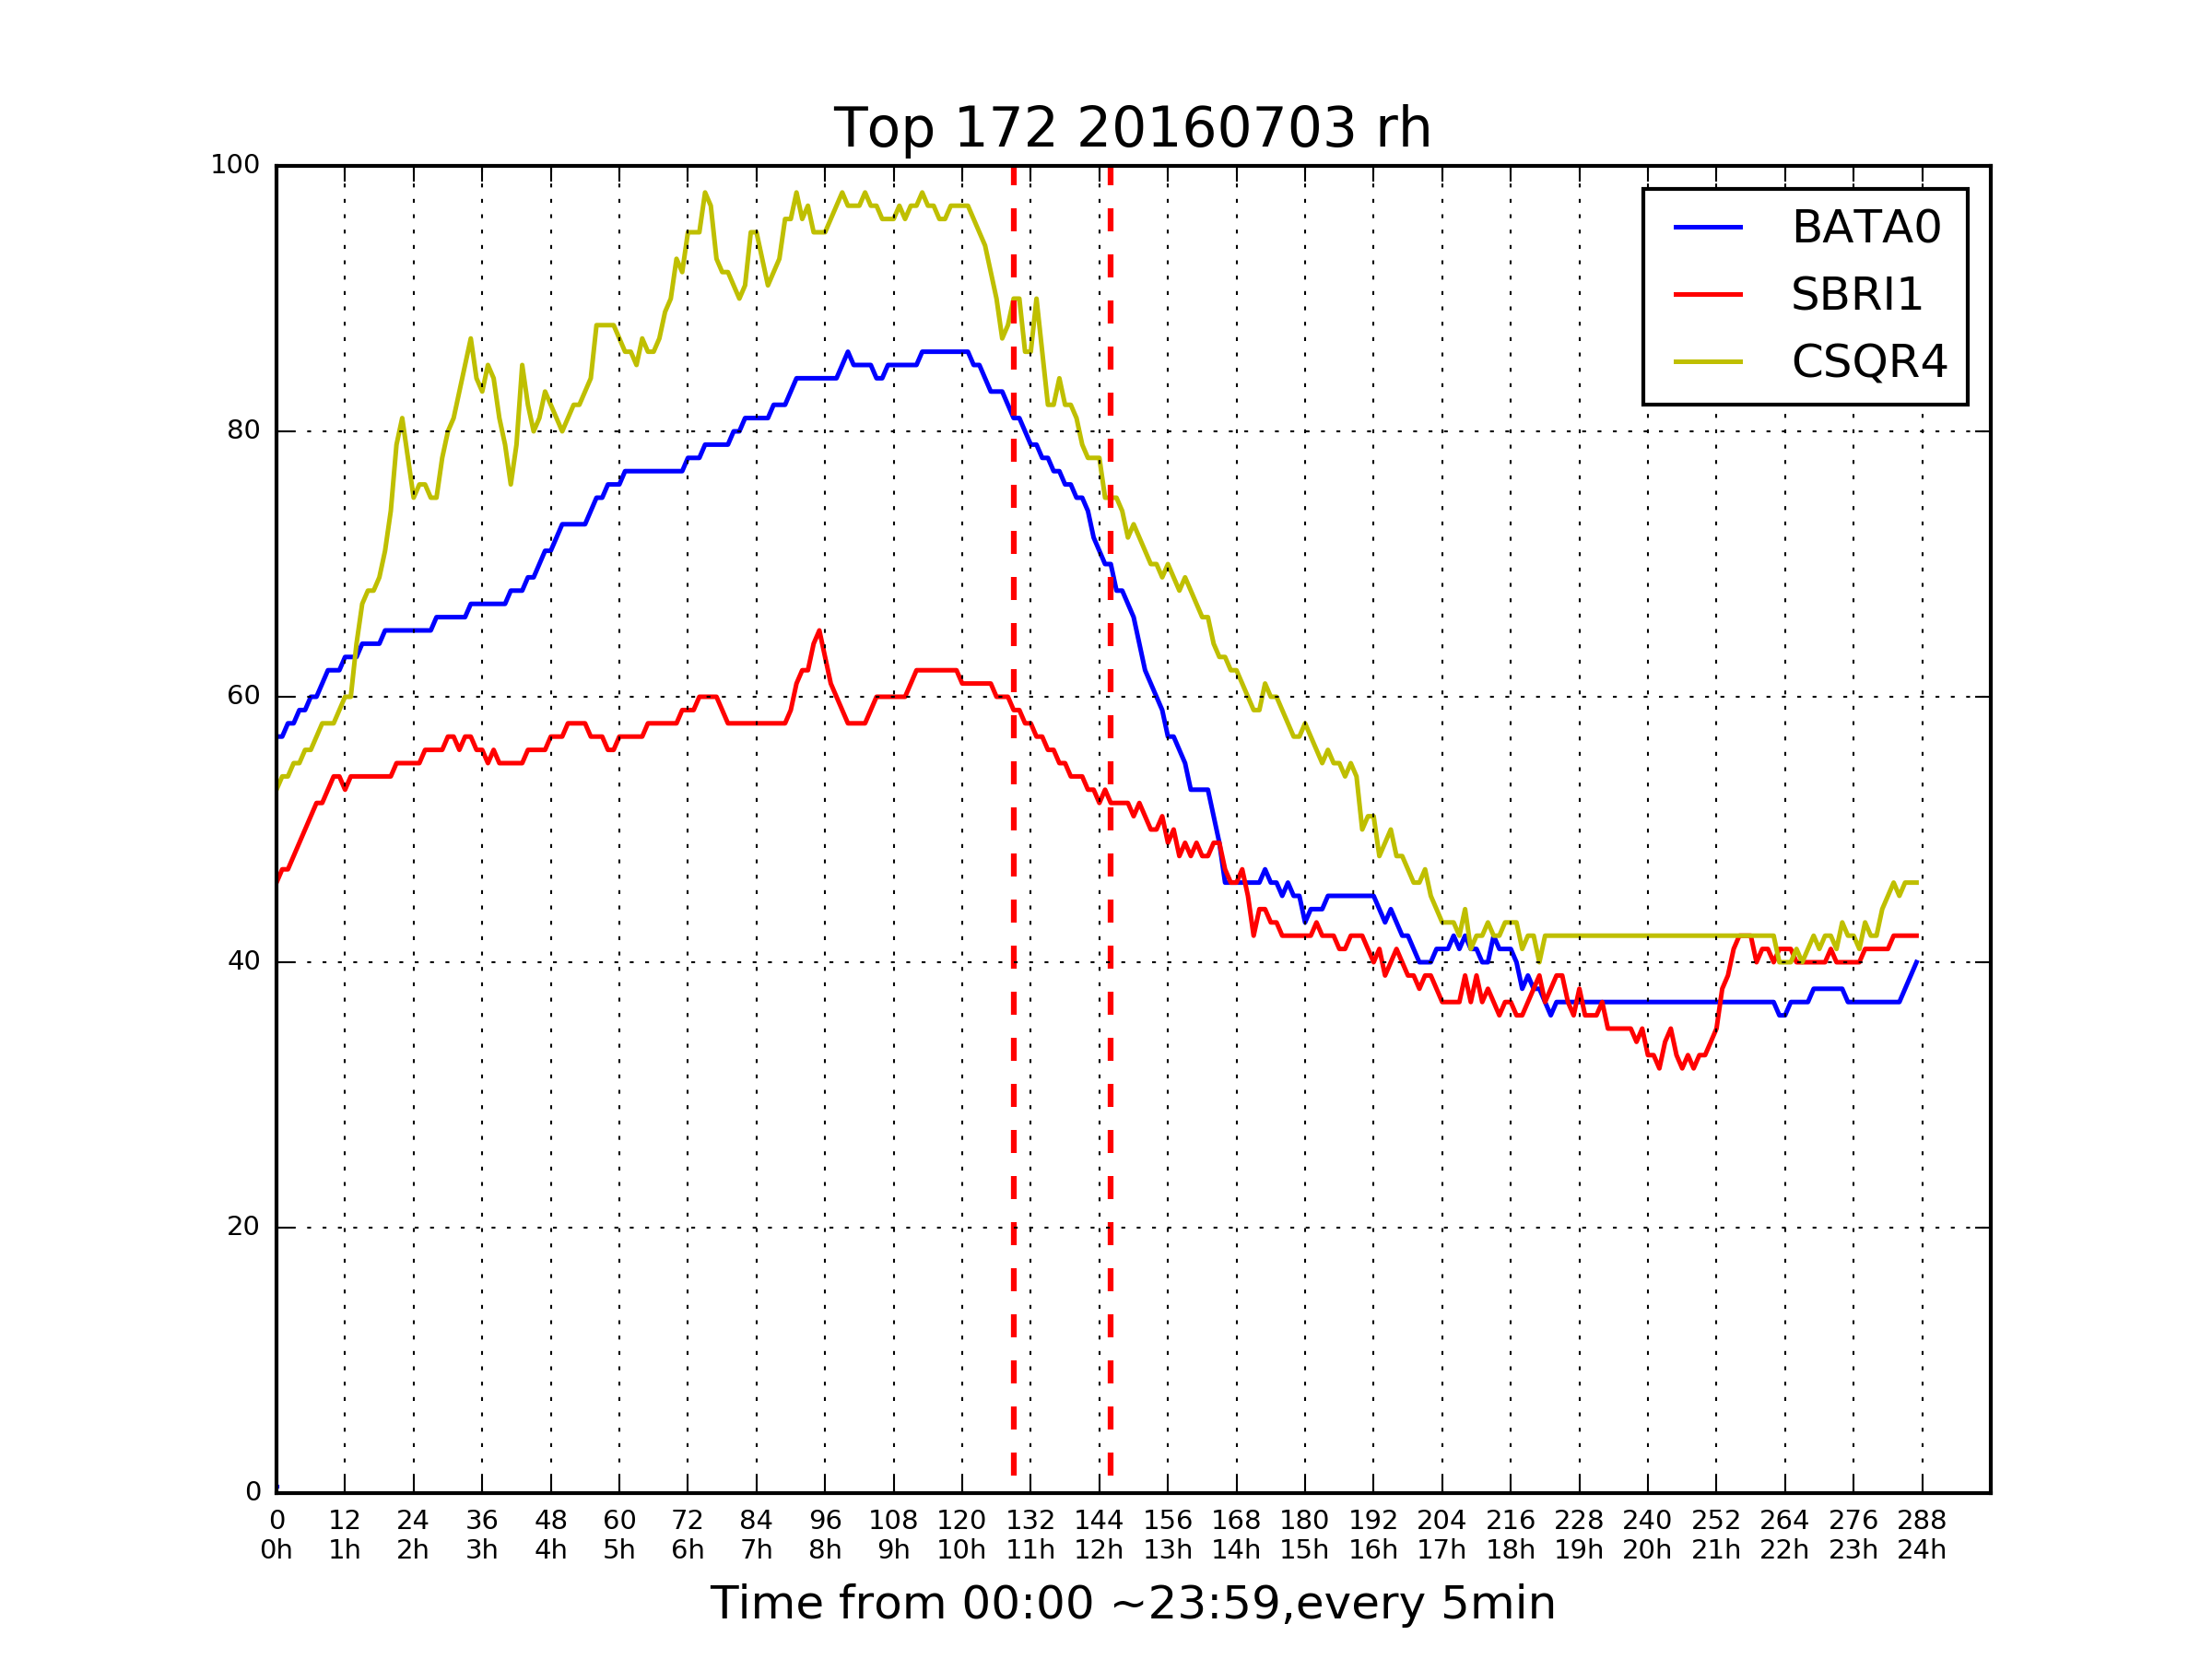 Top 172 20160703 rh
100
80
60
40
20
0
BATA0
SBRI1
CSQR4
0 12 24 36 48 60 72 84 96 108 120 132 144 156 168 180 192 204 216 228 240 252 264 276 288
0h 1h 2h 3h 4h 5h 6h 7h 8h 9h 10h 11h 12h 13h 14h 15h 16h 17h 18h 19h 20h 21h 22h 23h 24h
Time from 00:00 ~23:59,every 5min